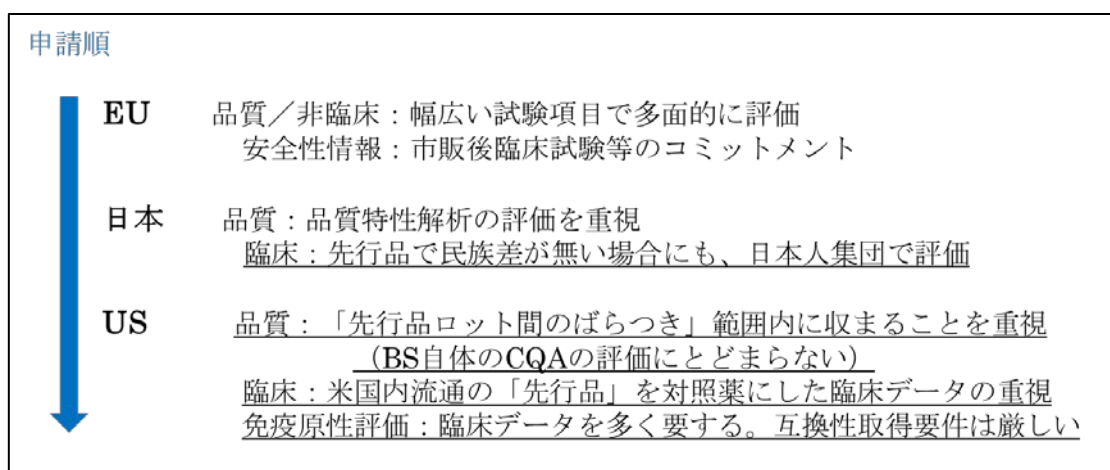 申請順
EU 品質／非臨床：幅広い試験項目で多面的に評価
安全性情報：市販後臨床試験等のコミットメント
日本 品質：品質特性解析の評価を重視
臨床：先行品で民族差が無い場合にも、日本人集団で評価
US 品質：「先行品ロット間のばらつき」範囲内に収まることを重視
（BS自体のCQAの評価にとどまらない）
臨床：米国内流通の「先行品」を対照薬にした臨床データの重視
免疫原性評価：臨床データを多く要する。互換性取得要件は厳しい